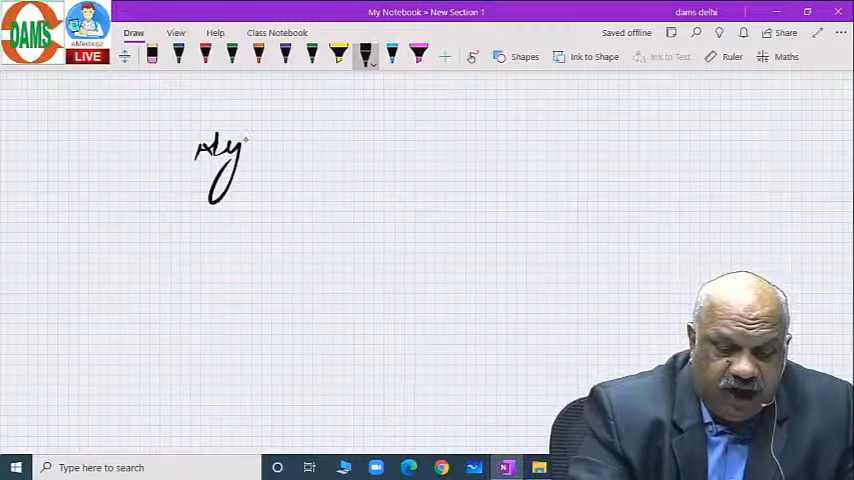 DAMS
eMedicoz
LIVE
My Notebook = New Section 1
dams delhi
Draw
View
Help
Class Notebook
Saved offline
Share
Shapes
Ink to Shape
Ink to Text
Ruler
Maths
Type here to search